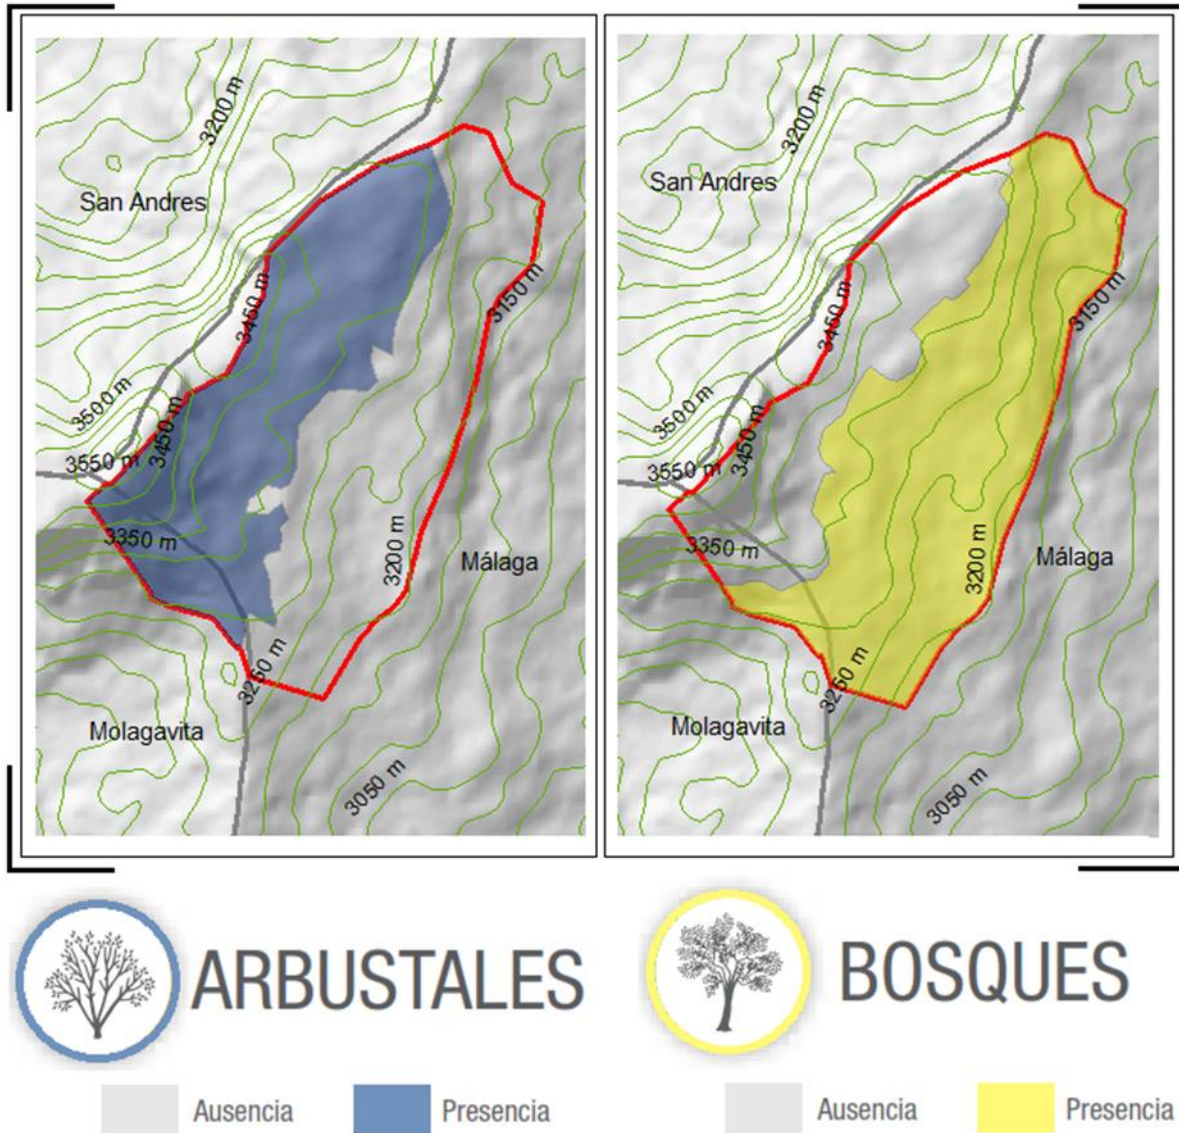 3200 m
San Andres
3450 m
3150 m
3500 m
3450 m
3550 m
3350 m
3200 m
Málaga
3250 m
Molagavita
3050 m
3200 m
San Andres
3450 m
3150 m
3500 m
3450 m
3550 m
3350 m
3200 m
Málaga
3250 m
Molagavita
3050 m
ARBUSTALES
BOSQUES
Ausencia
Presencia
Ausencia
Presencia